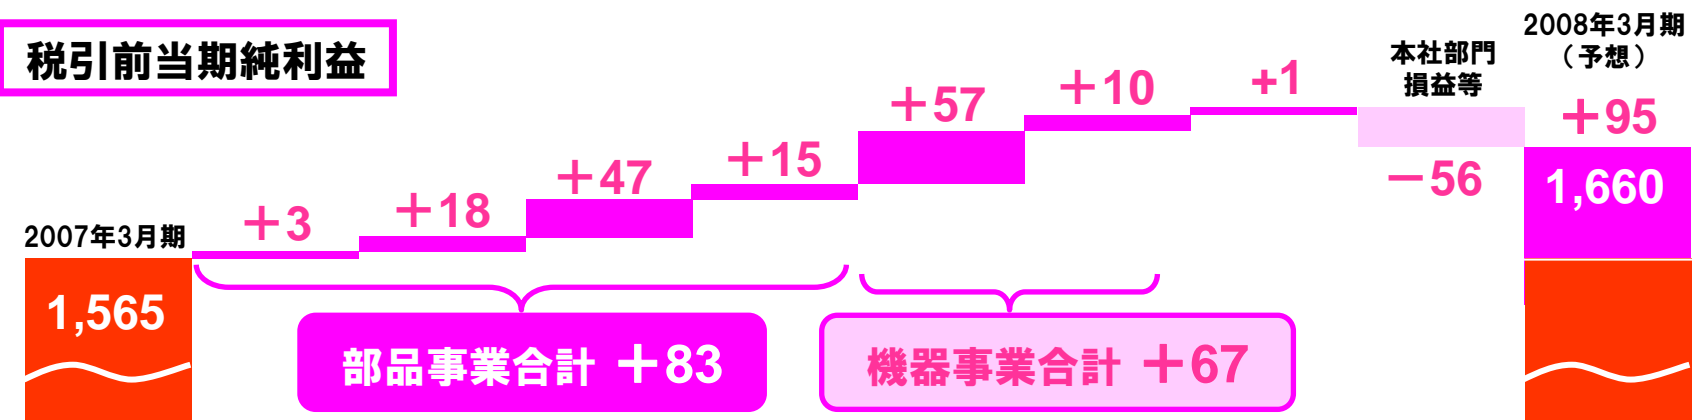 税引前当期純利益
2007年3月期
1,565
＋3
＋18
＋47
＋15
＋57
＋10
+1
本社部門
損益等
－56
2008年3月期
（予想）
＋95
1,660
部品事業合計 ＋83
機器事業合計 ＋67